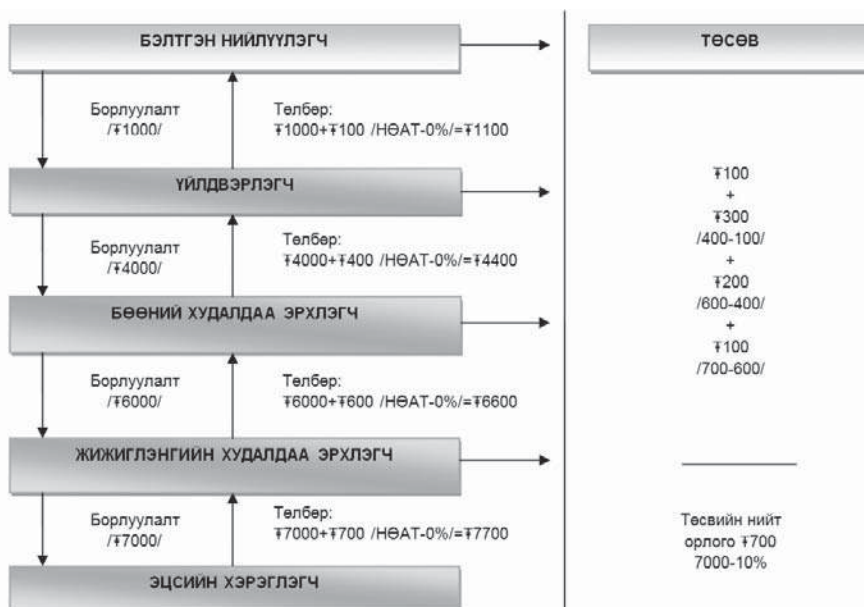 БЭЛТГЭН НИЙЛҮҮЛЭГЧ
Борлуулалт
/₮1000/
Төлбөр:
₮1000+₮100 /НӨАТ-0%/=₮1100
ҮЙЛДВЭРЛЭГЧ
Борлуулалт
/₮4000/
Төлбөр:
₮4000+₮400 /НӨАТ-0%/=₮4400
БӨӨНИЙ ХУДАЛДАА ЭРХЛЭГЧ
Борлуулалт
/₮6000/
Төлбөр:
₮6000+₮600 /НӨАТ-0%/=₮6600
ЖИЖИГЛЭНГИЙН ХУДАЛДАА ЭРХЛЭГЧ
Борлуулалт
/₮7000/
Төлбөр:
₮7000+₮700 /НӨАТ-0%/=₮7700
ЭЦСИЙН ХЭРЭГЛЭГЧ
ТӨСӨВ
₮100
+
₮300
/400-100/
+
₮200
/600-400/
+
₮100
/700-600/
Төсвийн нийт
орлого ₮700
7000-10%